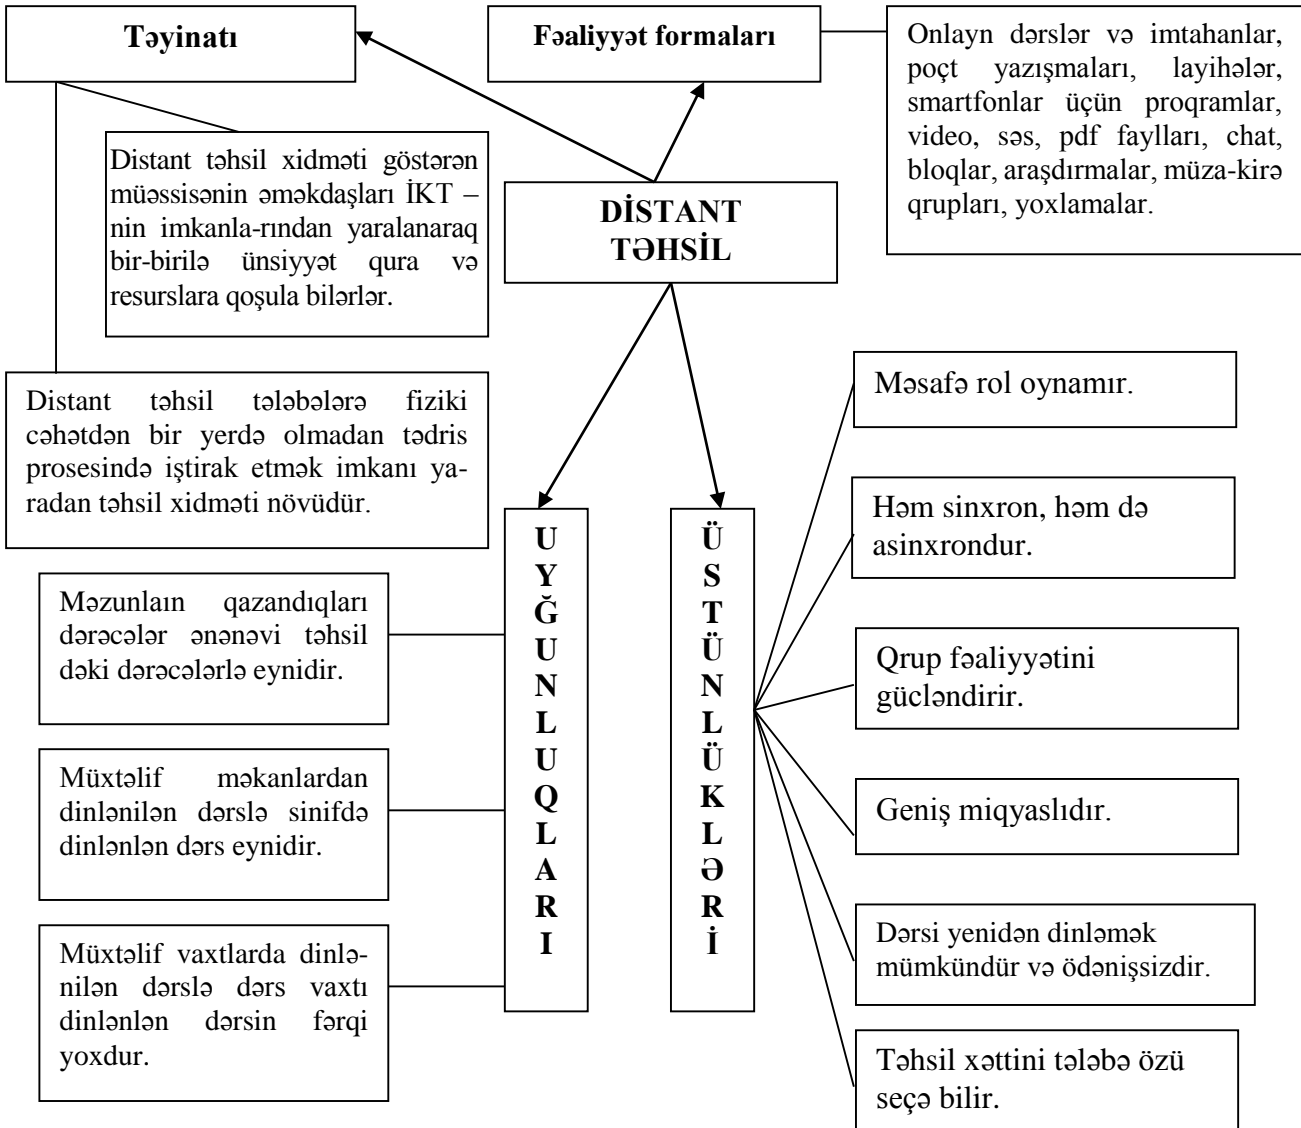 Təyinatı
Fəaliyyət formaları
Onlayn dərslər və imtahanlar,
poçt yazışmaları, layihələr,
smartfonlar üçün proqramlar,
video, səs, pdf faylları, chat,
bloqlar, araşdırmalar, müza-kirə
qrupları, yoxlamalar.
Distant təhsil xidməti göstərən
müəssisənin əməkdaşları İKT –
nin imkanla-rından yaralanaraq
bir-birilə ünsiyyət qura və
resurslara qoşula bilərlər.
DİSTANT
TƏHSİL
Distant təhsil tələbələrə fiziki
cəhətdən bir yerdə olmadan tədris
prosesində iştirak etmək imkanı ya-
radan təhsil xidməti növüdür.
U
Y
Ğ
U
N
L
U
Q
L
A
R
I
Məzunlaın qazandıqları
dərəcələr ənənəvi təhsil
dəki dərəcələrlə eynidir.
Müxtəlif məkanlardan
dinlənilən dərslə sinifdə
dinlənlən dərs eynidir.
Müxtəlif vaxtlarda dinlə-
nilən dərslə dərs vaxtı
dinlənlən dərsin fərqi
yoxdur.
Ü
S
T
Ü
N
L
Ü
K
L
Ə
R
İ
Məsafə rol oynamır.
Həm sinxron, həm də
asinxrondur.
Qrup fəaliyyətini
gücləndirir.
Geniş miqyaslıdır.
Dərsi yenidən dinləmək
mümkündür və ödənişsizdir.
Təhsil xəttini tələbə özü
seçə bilir.